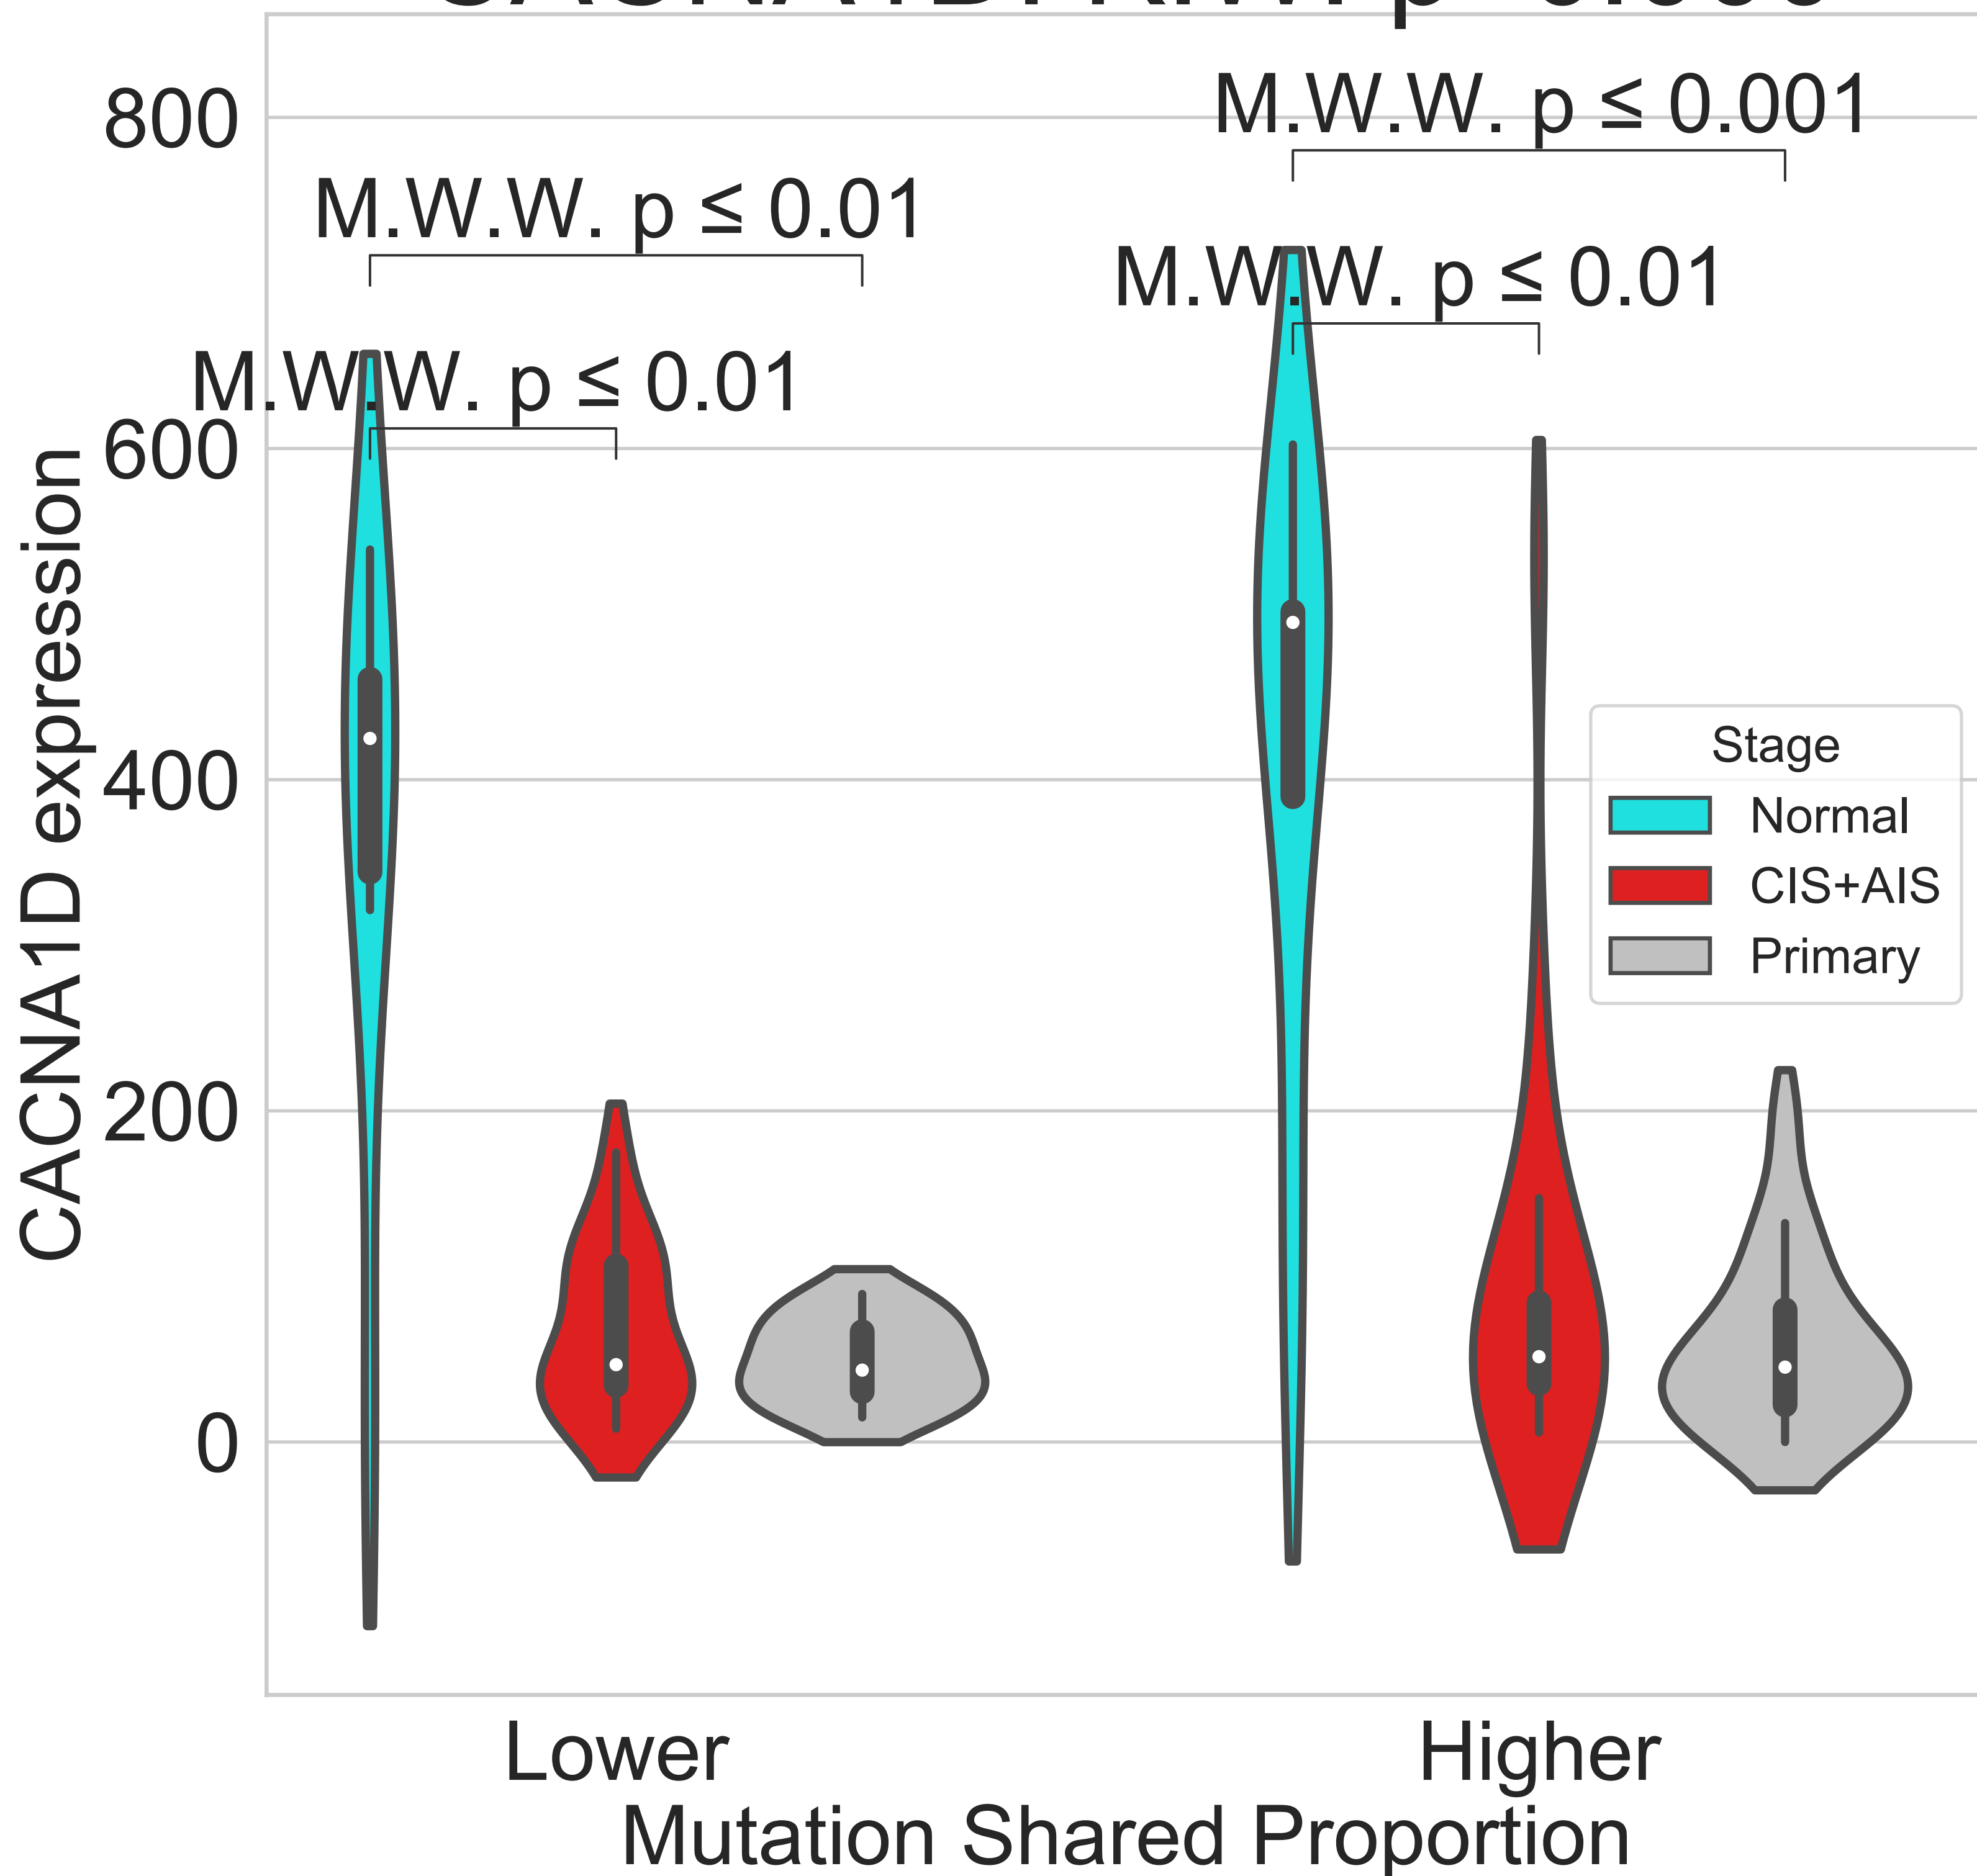 M.W.W. p ≤ 0.001
M.W.W. p ≤ 0.01
M.W.W. p ≤ 0.01
M.W.W. p ≤ 0.01
800
600
400
200
0
CACNA1D expression
Stage
Normal
CIS+AIS
Primary
Lower
Higher
Mutation Shared Proportion